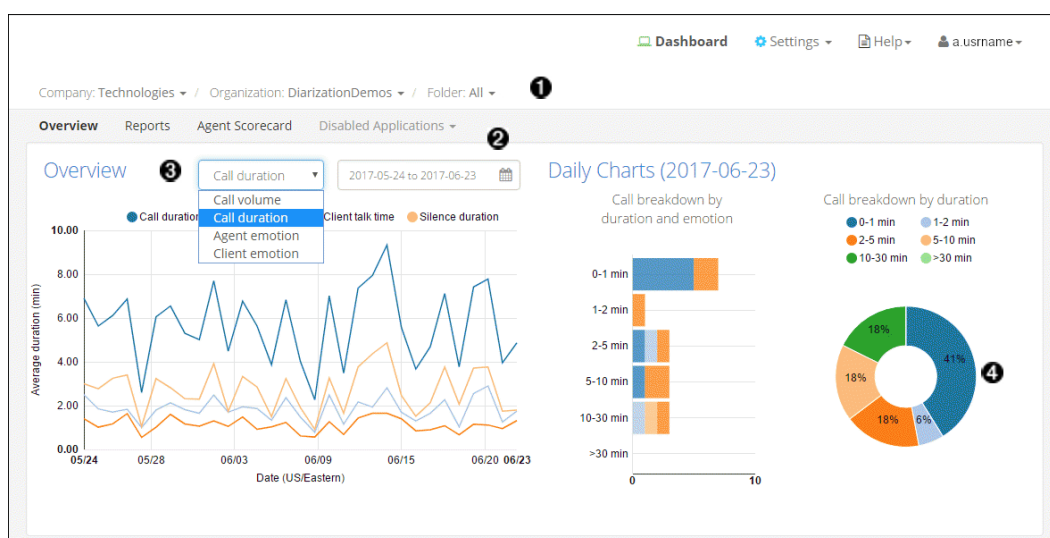 Dashboard Settings Help a.usrname
Company: Technologies / Organization: DiarizationDemos / Folder: All 1
Overview Reports Agent Scorecard Disabled Applications 2
Overview 3 Call duration 2017-05-24 to 2017-06-23
Call volume
Call duration
Agent emotion
Client emotion
Call duration Client talk time Silence duration
Average duration (min)
10.00
8.00
6.00
4.00
2.00
0.00
05/24 05/28 06/03 06/09 06/15 06/20 06/23
Date (US/Eastern)
Daily Charts (2017-06-23)
Call breakdown by
duration and emotion
0-1 min
1-2 min
2-5 min
5-10 min
10-30 min
>30 min
0 10
Call breakdown by duration
0-1 min 1-2 min
2-5 min 5-10 min
10-30 min >30 min
18% 41%
18% 4
18% 6%